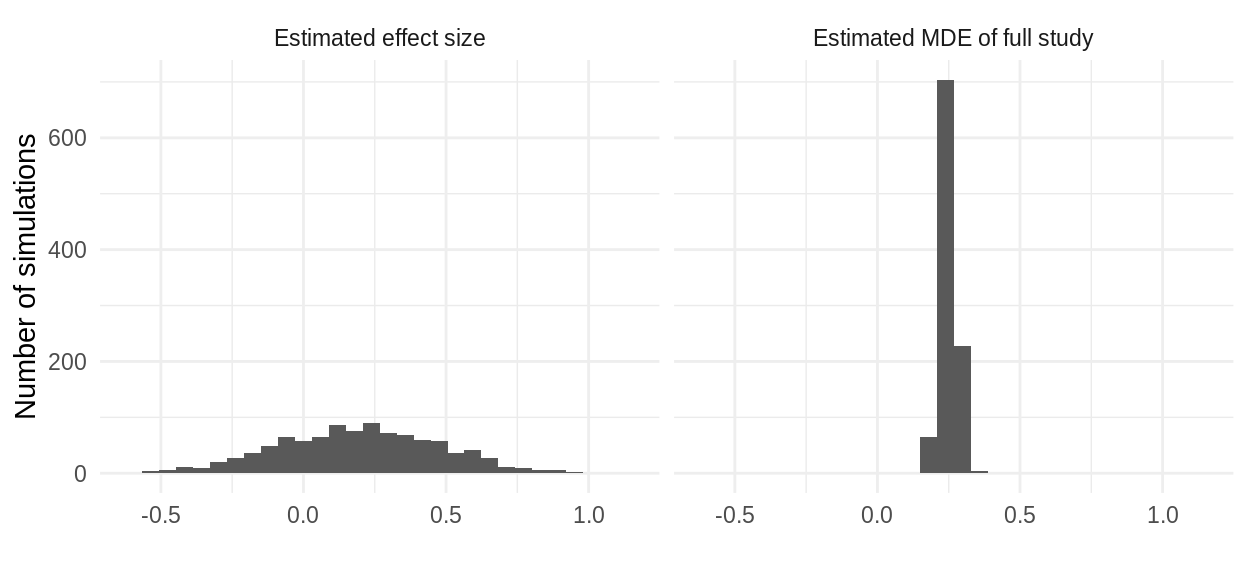 Estimated effect size
Estimated MDE of full study
Number of simulations
600
400
200
0
-0.5 0.0 0.5 1.0
-0.5 0.0 0.5 1.0